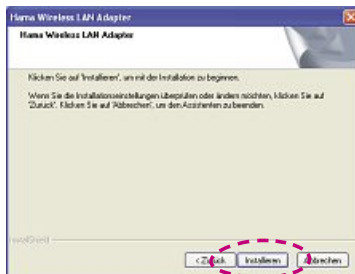 Hama Wireless LAN Adapter
Hama Wireless LAN Adapter
Klicken Sie auf 'Installieren', um mit der Installation zu beginnen.
Wenn Sie die Installationseinstellungen überprüfen oder ändern möchten, klicken Sie auf
'Zurück'. Klicken Sie auf 'Abbrechen', um den Assistenten zu beenden.
InstallShield
< Zurück Installieren Abbrechen